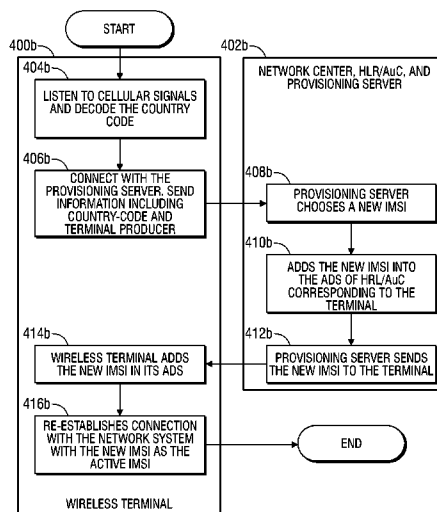 START
400b
402b
404b
LISTEN TO CELLULAR SIGNALS
AND DECODE THE COUNTRY
CODE
NETWORK CENTER, HLR/AuC, AND
PROVISIONING SERVER
406b
CONNECT WITH THE
PROVISIONING SERVER. SEND
INFORMATION INCLUDING
COUNTRY-CODE AND
TERMINAL PRODUCER
408b
PROVISIONING SERVER
CHOOSES A NEW IMSI
410b
ADDS THE NEW IMSI INTO
THE ADS OF HRL/AuC
CORRESPONDING TO THE
TERMINAL
412b
PROVISIONING SERVER SENDS
THE NEW IMSI TO THE TERMINAL
414b
WIRELESS TERMINAL ADDS
THE NEW IMSI IN ITS ADS
416b
RE-ESTABLISHES CONNECTION
WITH THE NETWORK SYSTEM
WITH THE NEW IMSI AS THE
ACTIVE IMSI
END
WIRELESS TERMINAL